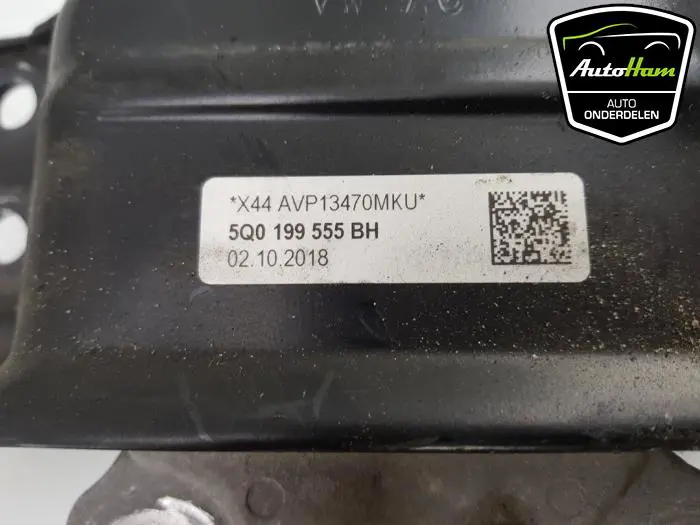 AutoHam
AUTO
ONDERDELEN
*X44 AVP13470MKU*
5Q0 199 555 BH
02.10.2018